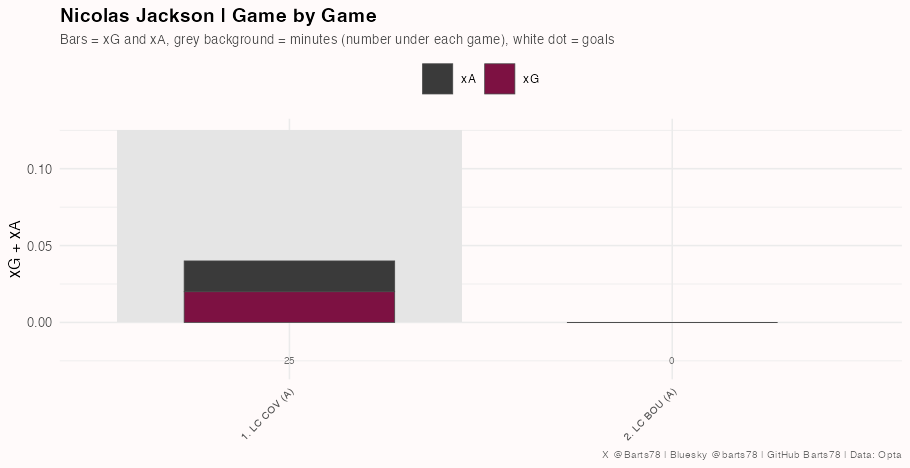 Nicolas Jackson | Game by Game
Bars = xG and xA, grey background = minutes (number under each game), white dot = goals
xA xG
xG + xA
0.10
0.05
0.00
25 0
1. LC COV (A) 2. LC BOU (A)
X @Barts78 | Bluesky @barts78 | GitHub Barts78 | Data: Opta